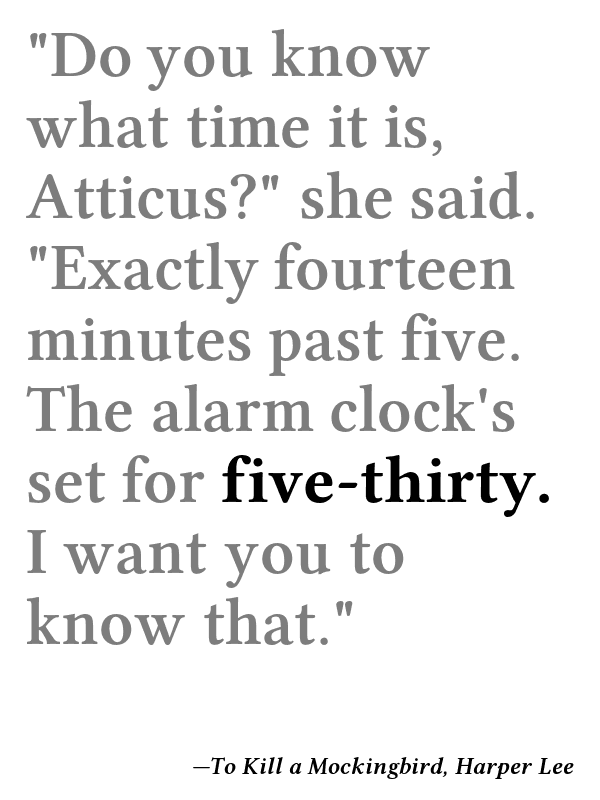 "Do you know
what time it is,
Atticus?" she said.
"Exactly fourteen
minutes past five.
The alarm clock's
set for five-thirty.
I want you to
know that."
—To Kill a Mockingbird, Harper Lee